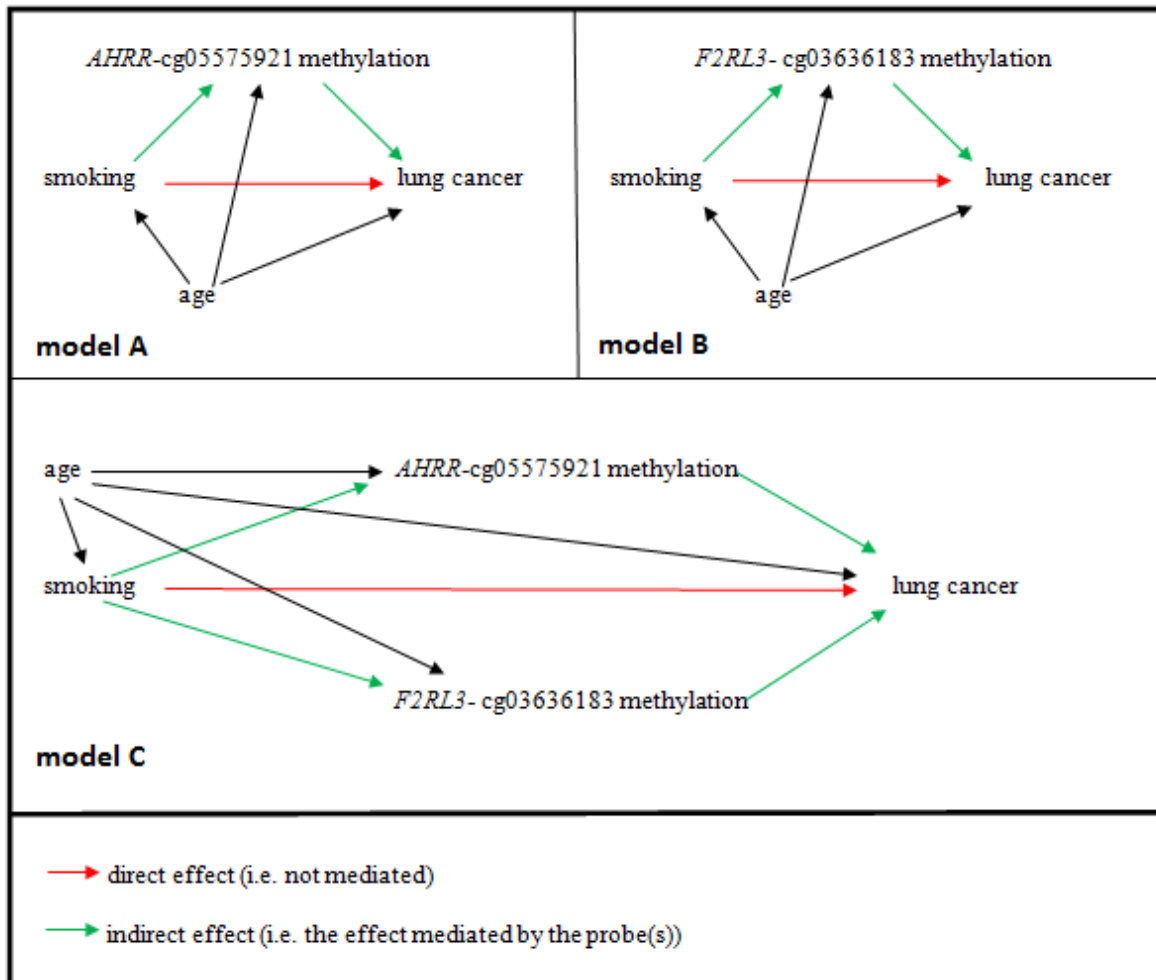 AHRR-cg05575921 methylation
smoking
lung cancer
age
model A
F2RL3- cg03636183 methylation
smoking
lung cancer
age
model B
age
AHRR-cg05575921 methylation
smoking
lung cancer
F2RL3- cg03636183 methylation
model C
direct effect (i.e. not mediated)
indirect effect (i.e. the effect mediated by the probe(s))